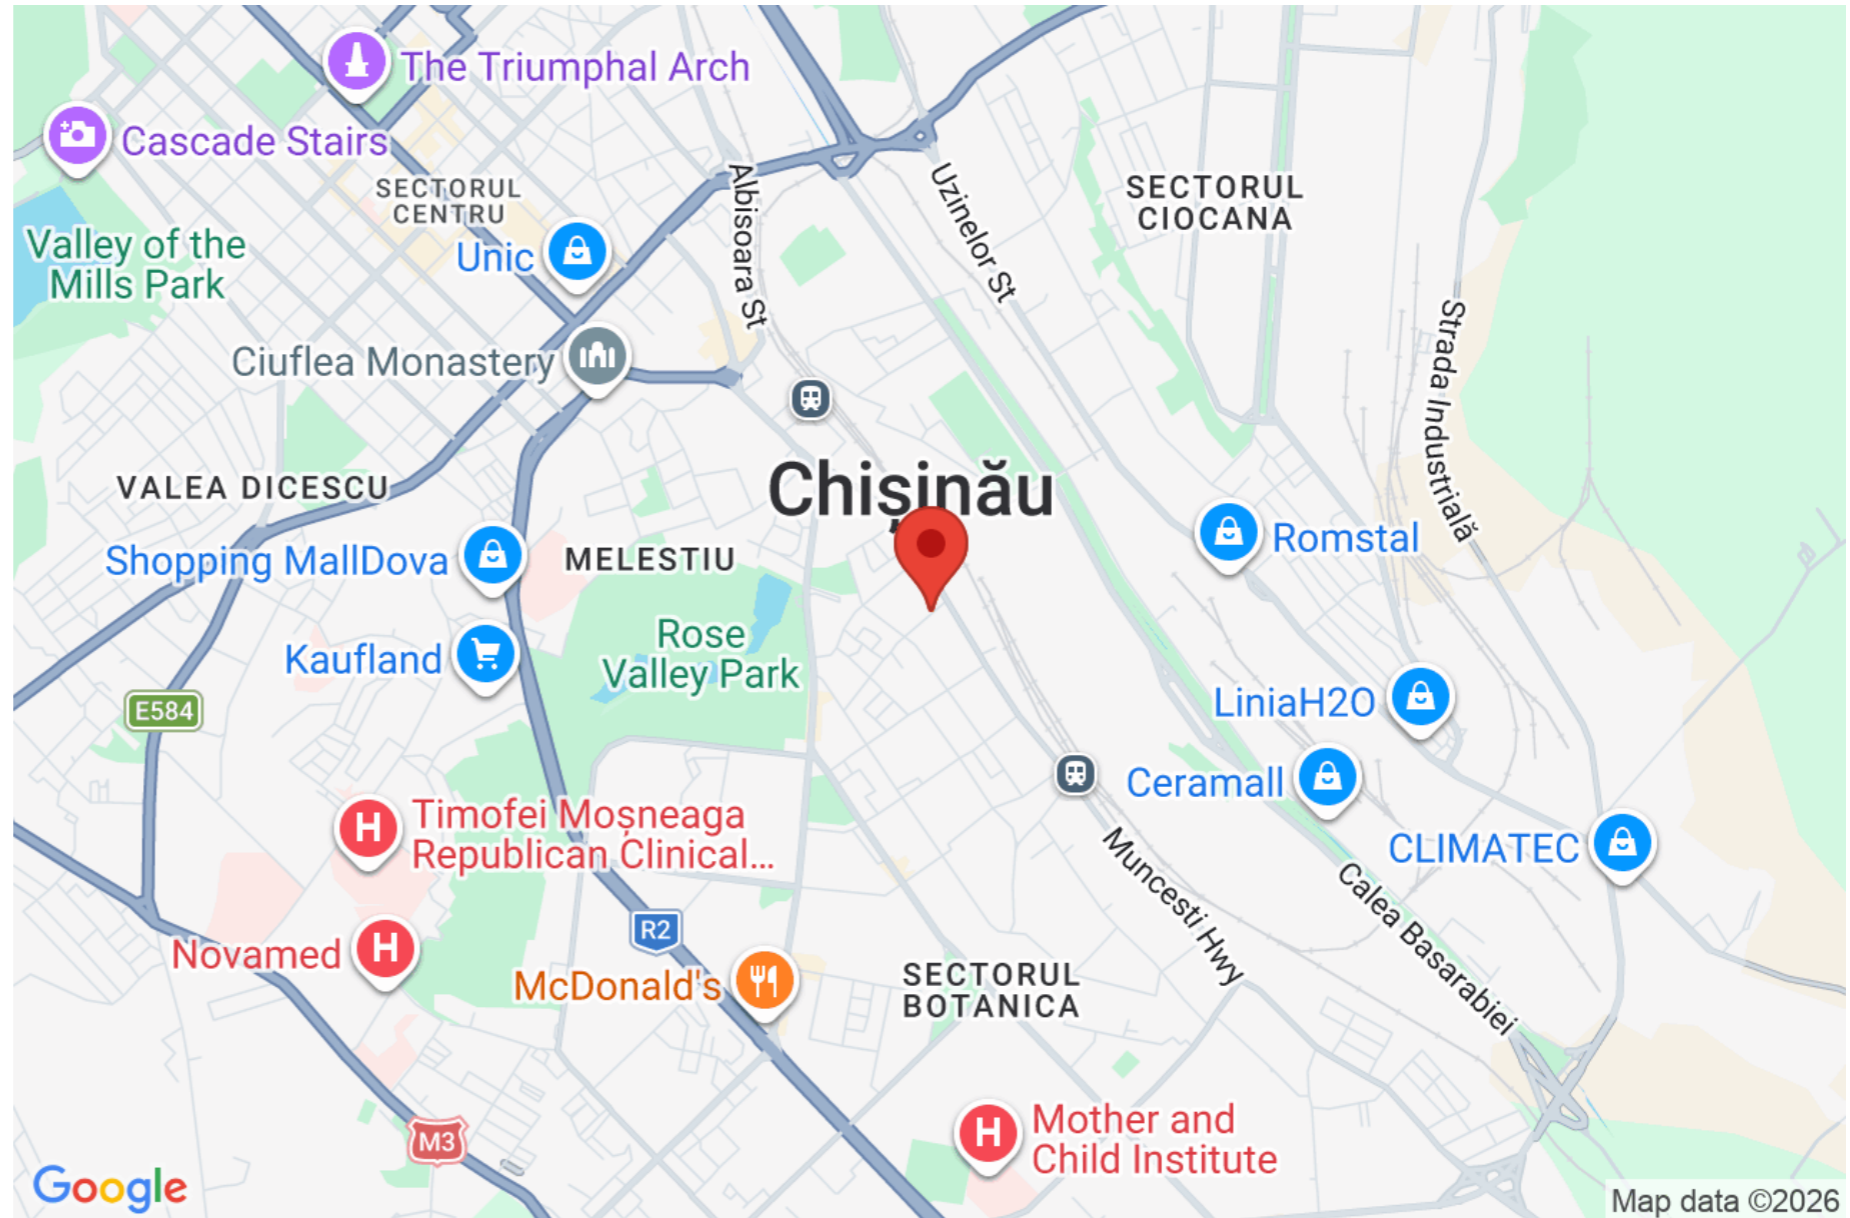 The Triumphal Arch
Cascade Stairs
SECTORUL
CENTRU
Valley of the
Mills Park
Unic
Albisoara St
Uzinelor St
SECTORUL
CIOCANA
Strada Industrială
Ciuflea Monastery
VALEA DICESCU
Chișinău
Shopping MallDova
MELESTIU
Romstal
Rose
Valley Park
Kaufland
E584
LiniaH2O
Ceramall
Timofei Moșneaga
Republican Clinical...
CLIMATEC
Muncesti Hwy
Calea Basarabiei
R2
Novamed
McDonald's
SECTORUL
BOTANICA
M3
Mother and
Child Institute
Google
Map data ©2026